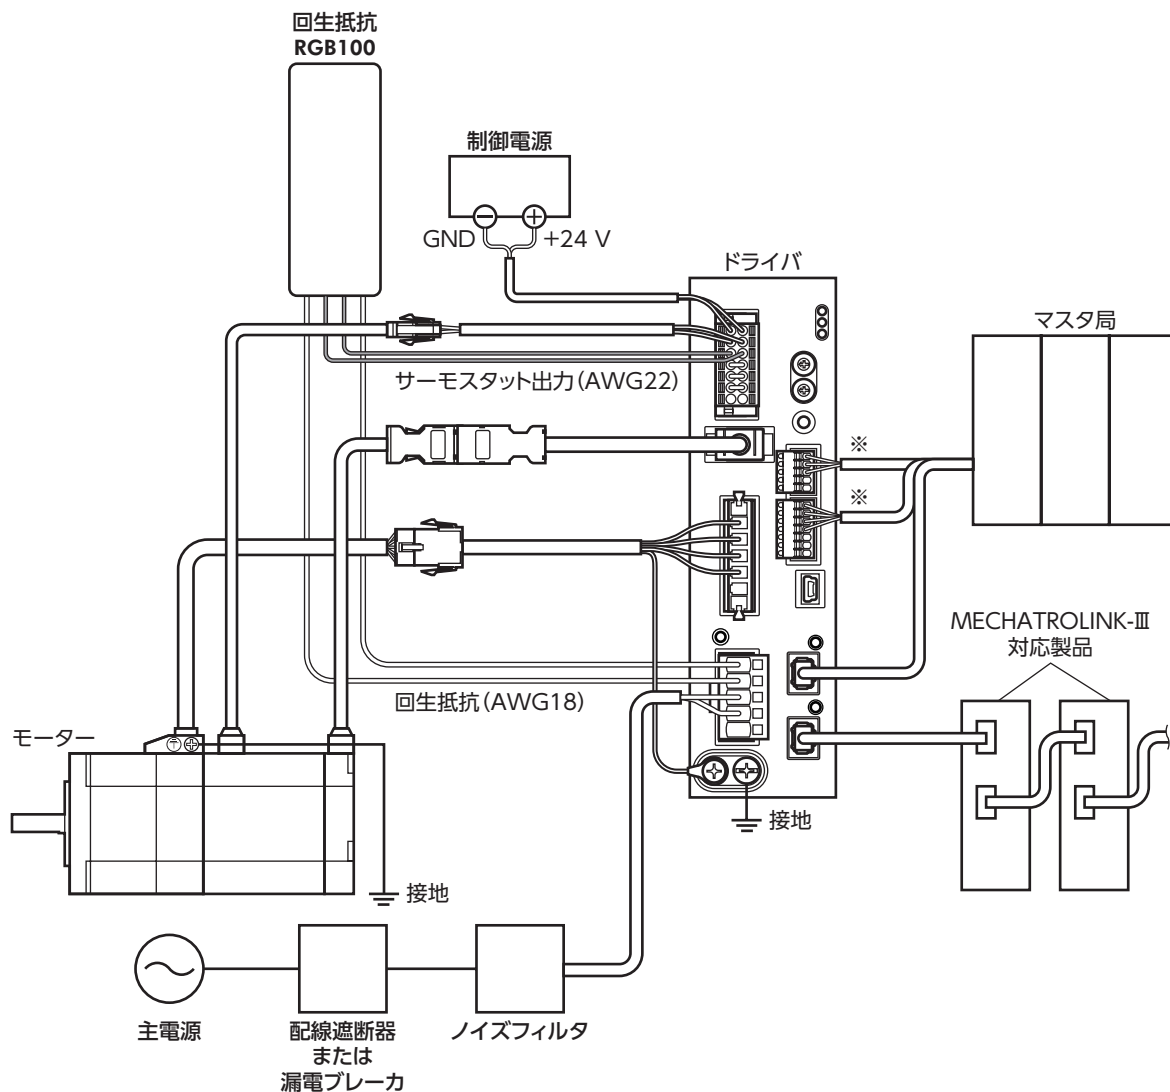 回生抵抗
RGB100
制御電源
GND
+24 V
ドライバ
マスタ局
サーモスタット出力(AWG22)
※
※
MECHATROLINK-Ⅲ
対応製品
回生抵抗(AWG18)
モーター
接地
接地
主電源
配線遮断器
または
漏電ブレーカ
ノイズフィルタ